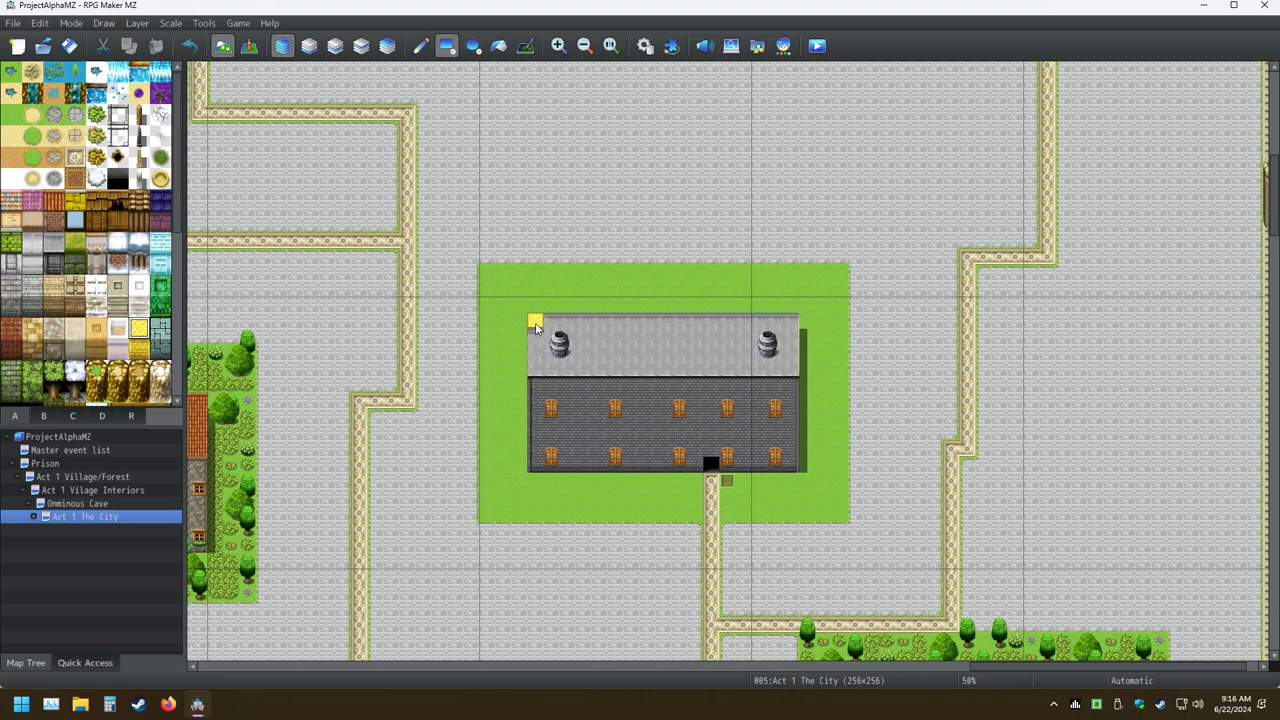 ProjectAlphaMZ - RPG Maker MZ
File Edit Mode Draw Layer Scale Tools Game Help
A B C D R
ProjectAlphaMZ
Master event list
Prison
Act 1 Village/Forest
Act 1 Vilage Interiors
Onminous Cave
Act 1 The City
Map Tree Quick Access
005:Act 1 The City (256x256) 50% Automatic
9:16 AM
6/22/2024